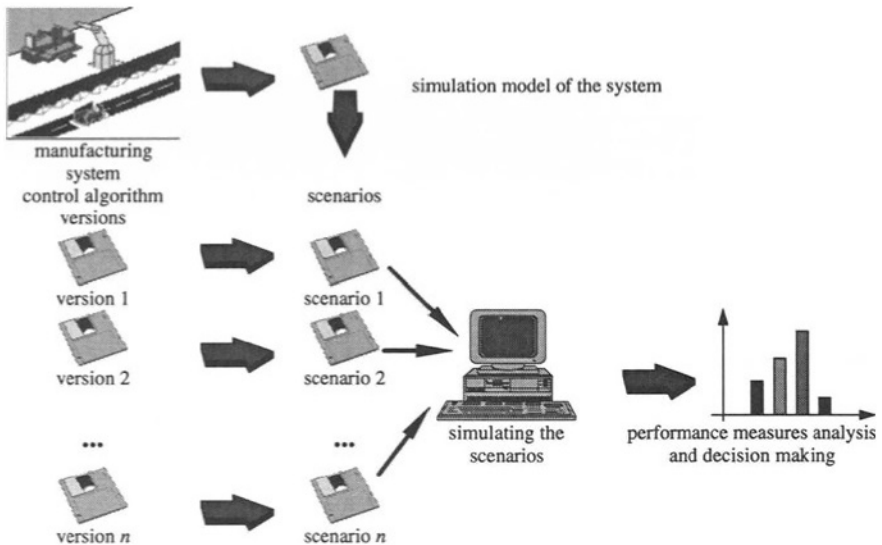 simulation model of the system
manufacturing
system
control algorithm
versions
scenarios
version 1
scenario 1
version 2
scenario 2
simulating the
scenarios
performance measures analysis
and decision making
...
...
version n
scenario n